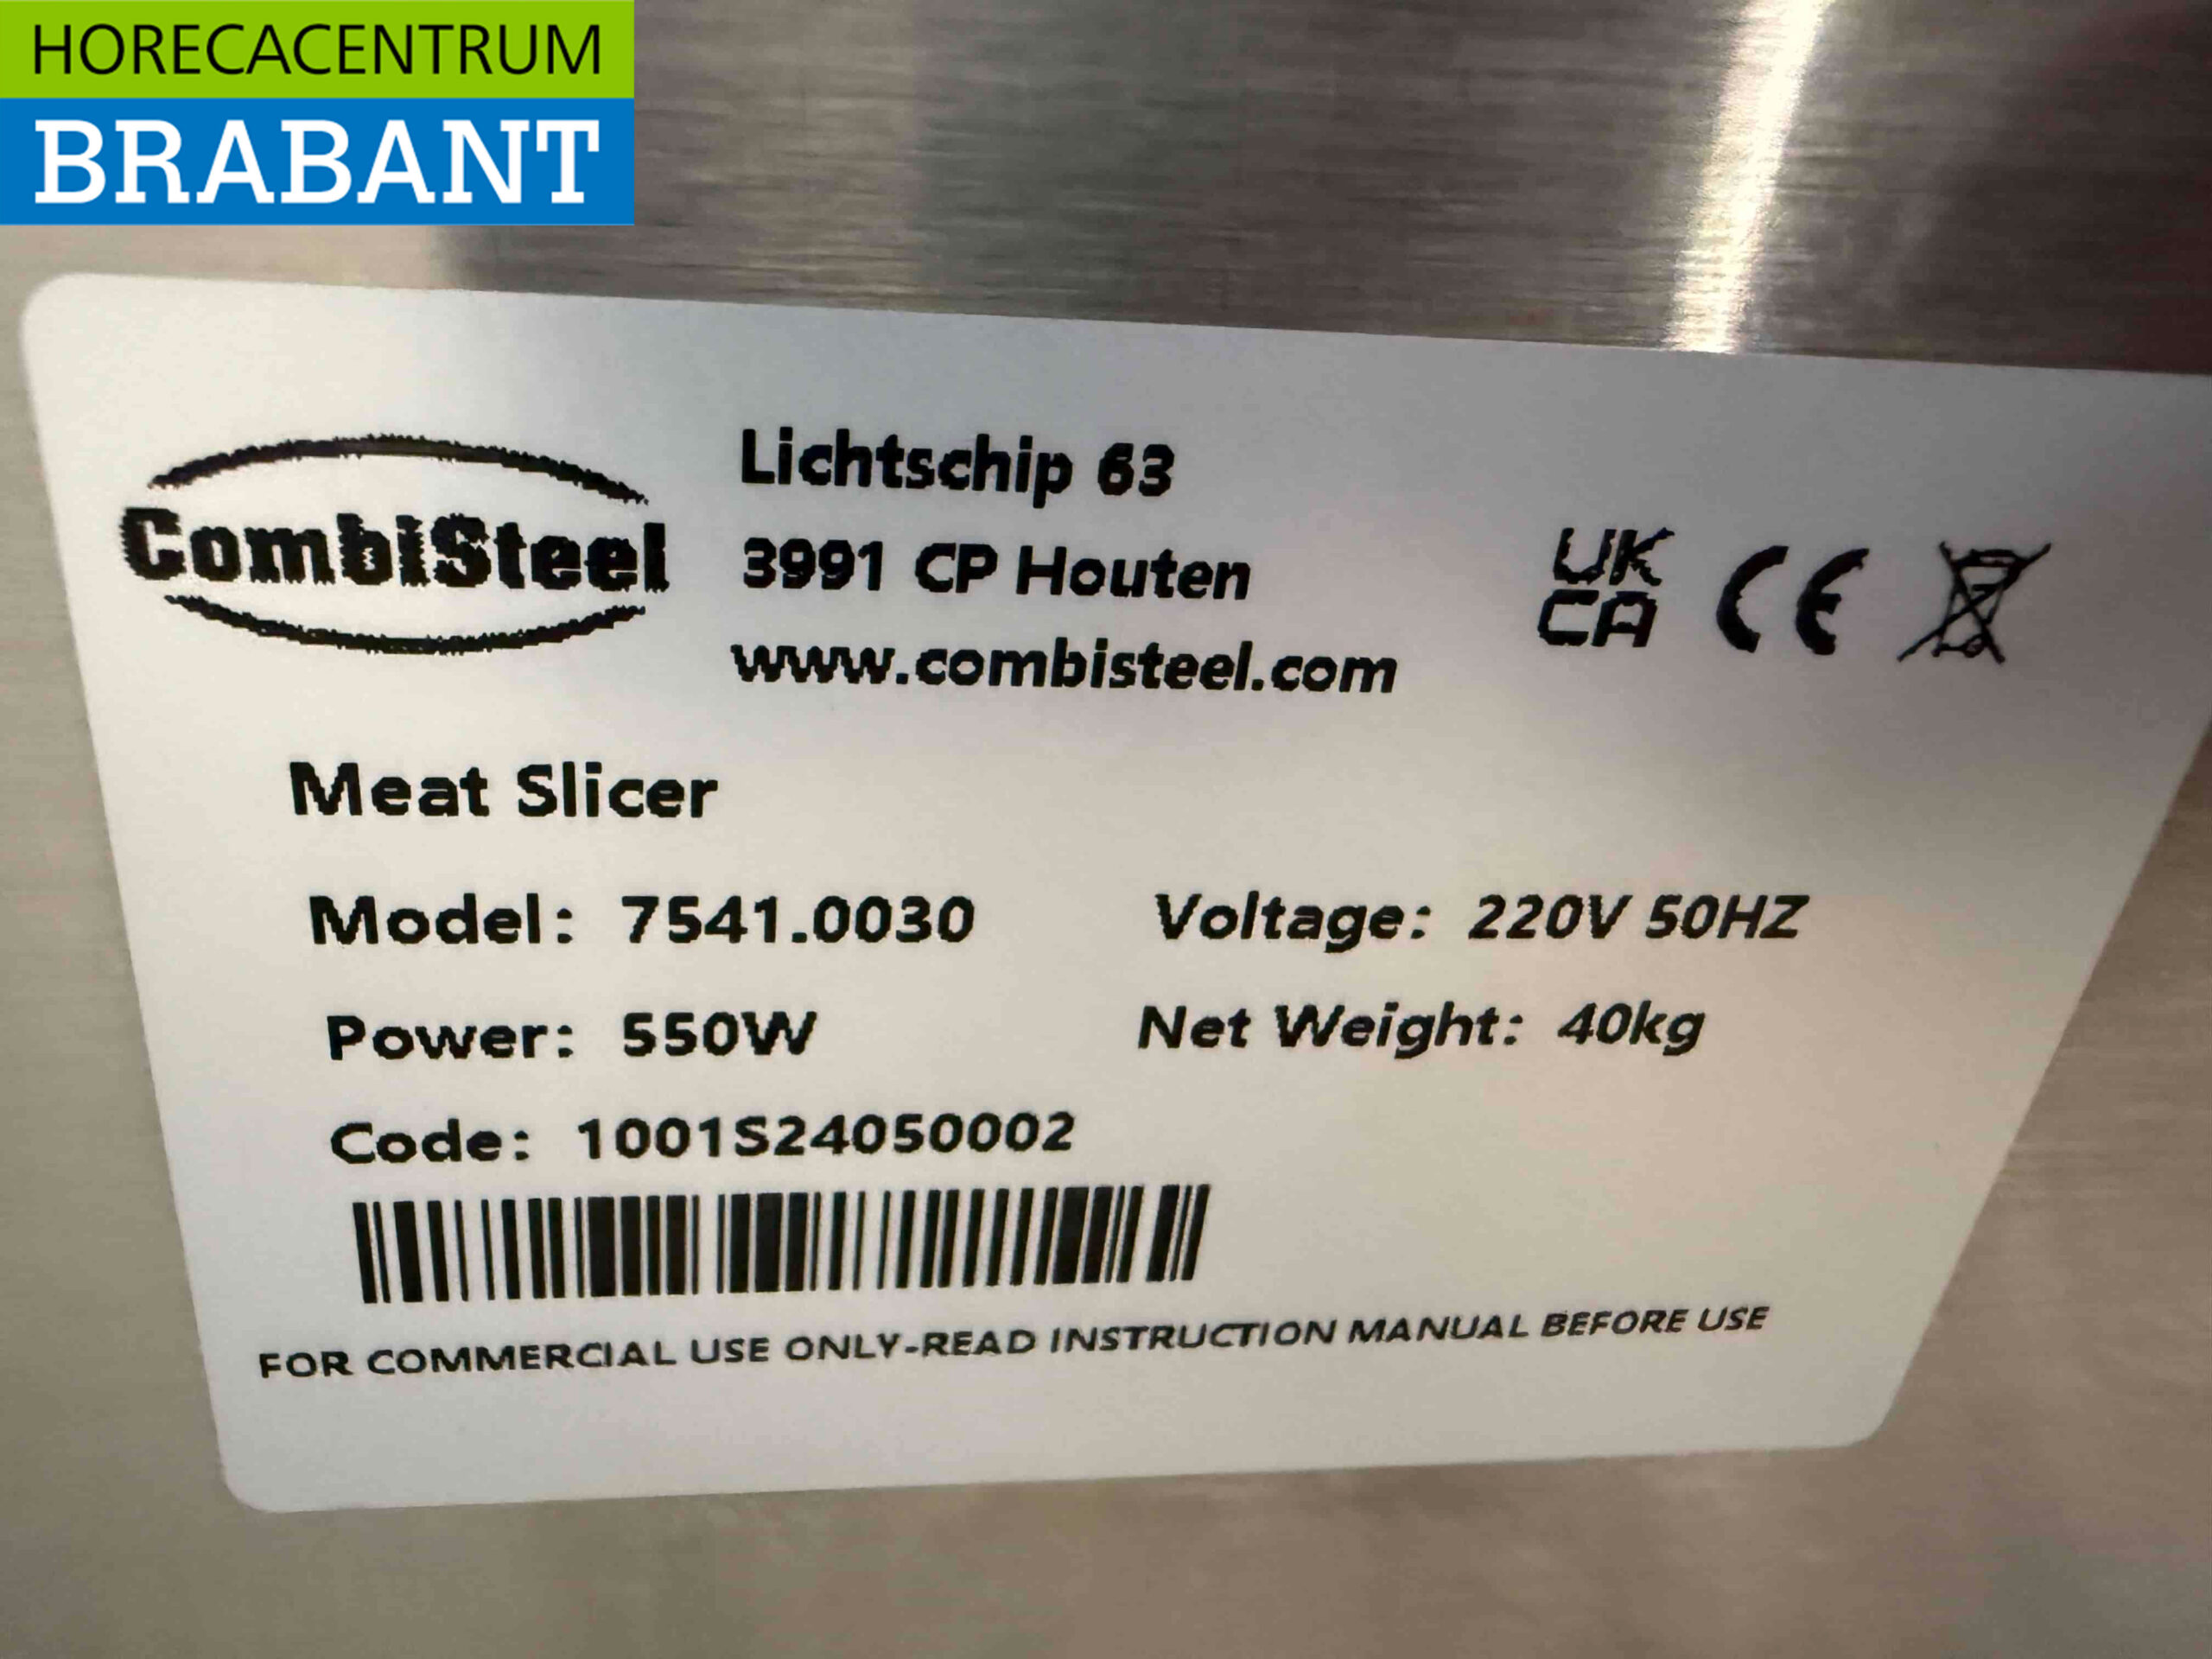 HORECACENTRUM
BRABANT
CombiSteel
Lichtschip 63
3991 CP Houten
www.combisteel.com
UK
CA
CE
Meat Slicer
Model: 7541.0030
Voltage: 220V 50HZ
Power: 550W
Net Weight: 40kg
Code: 1001S24050002
FOR COMMERCIAL USE ONLY-READ INSTRUCTION MANUAL BEFORE USE